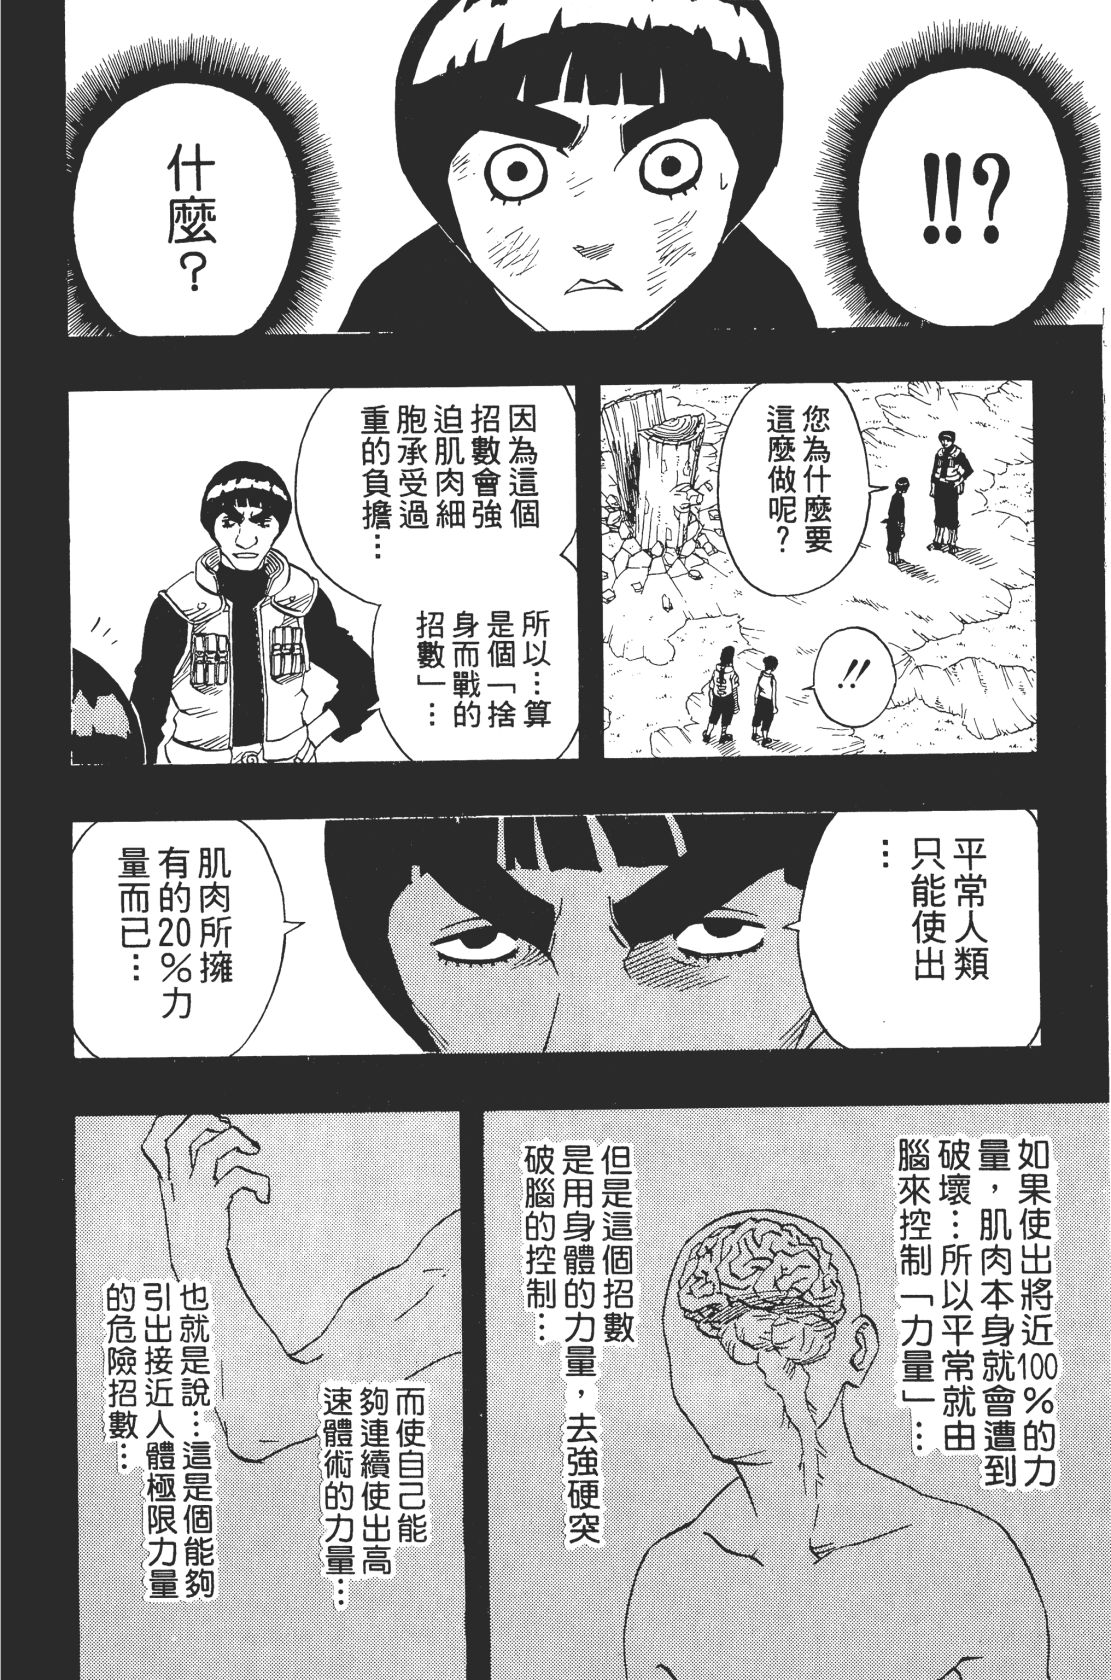 !!?
什麼？
您為什麼要
這麼做呢？
!!
因為這個
招數會強
迫肌肉細
胞承受過
重的負擔…
所以…算
是個「捨
身而戰的
招數」…
平常人類
只能使出
…
肌肉所擁
有的20%力
量而已…
如果使出將近100%的力
量，肌肉本身就會遭到
破壞…所以平常就由
腦來控制「力量」…
但是這個招數
是用身體的力量，去強硬突
破腦的控制…
而使自己能
夠連續使出高
速體術的力量…
也就是說…這是個能夠
引出接近人體極限力量
的危險招數…